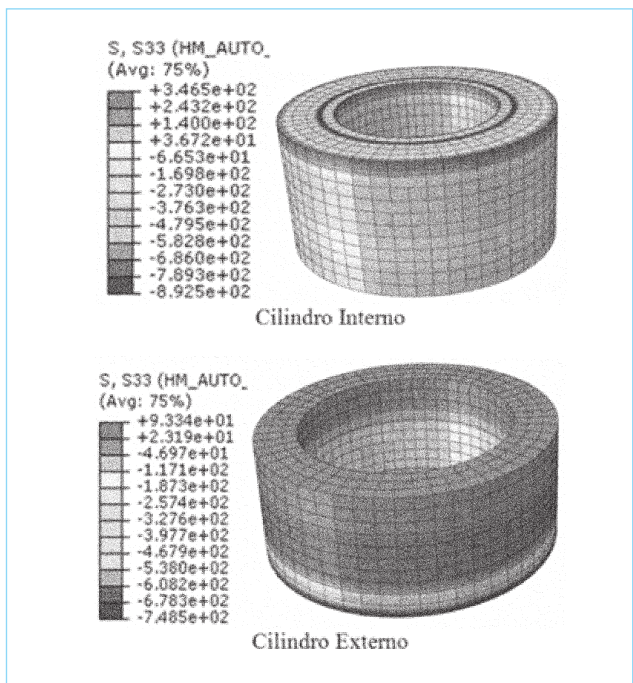 S, S33 (HM_AUTO_
(Avg: 75%)
+3.465e+02
+2.432e+02
+1.400e+02
+3.672e+01
-6.653e+01
-1.698e+02
-2.730e+02
-3.763e+02
-4.795e+02
-5.828e+02
-6.860e+02
-7.893e+02
-8.925e+02
Cilindro Interno
S, S33 (HM_AUTO_
(Avg: 75%)
+9.334e+01
+2.319e+01
-4.697e+01
-1.171e+02
-1.873e+02
-2.574e+02
-3.276e+02
-3.977e+02
-4.679e+02
-5.380e+02
-6.082e+02
-6.783e+02
-7.485e+02
Cilindro Externo